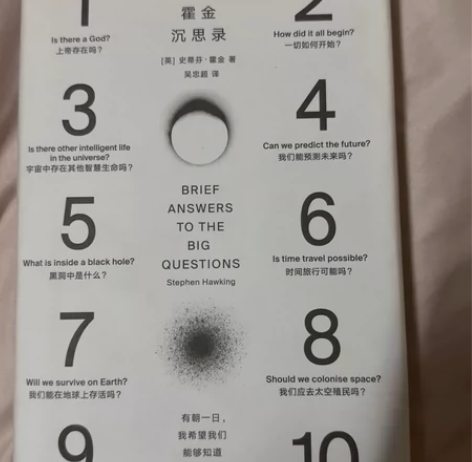 1
Is there a God?
上帝存在吗？
霍金
沉思录
[英] 史蒂芬·霍金 著
吴忠超 译
2
How did it all begin?
一切如何开始？
3
Is there other intelligent life
in the universe?
宇宙中存在其他智慧生命吗？
4
Can we predict the future?
我们能预测未来吗？
BRIEF
ANSWERS
TO THE
BIG
QUESTIONS
Stephen Hawking
5
What is inside a black hole?
黑洞中是什么？
6
Is time travel possible?
时间旅行可能吗？
7
Will we survive on Earth?
我们能在地球上存活吗？
8
Should we colonise space?
我们应去太空殖民吗？
有朝一日，
我希望我们
能够知道
9
10